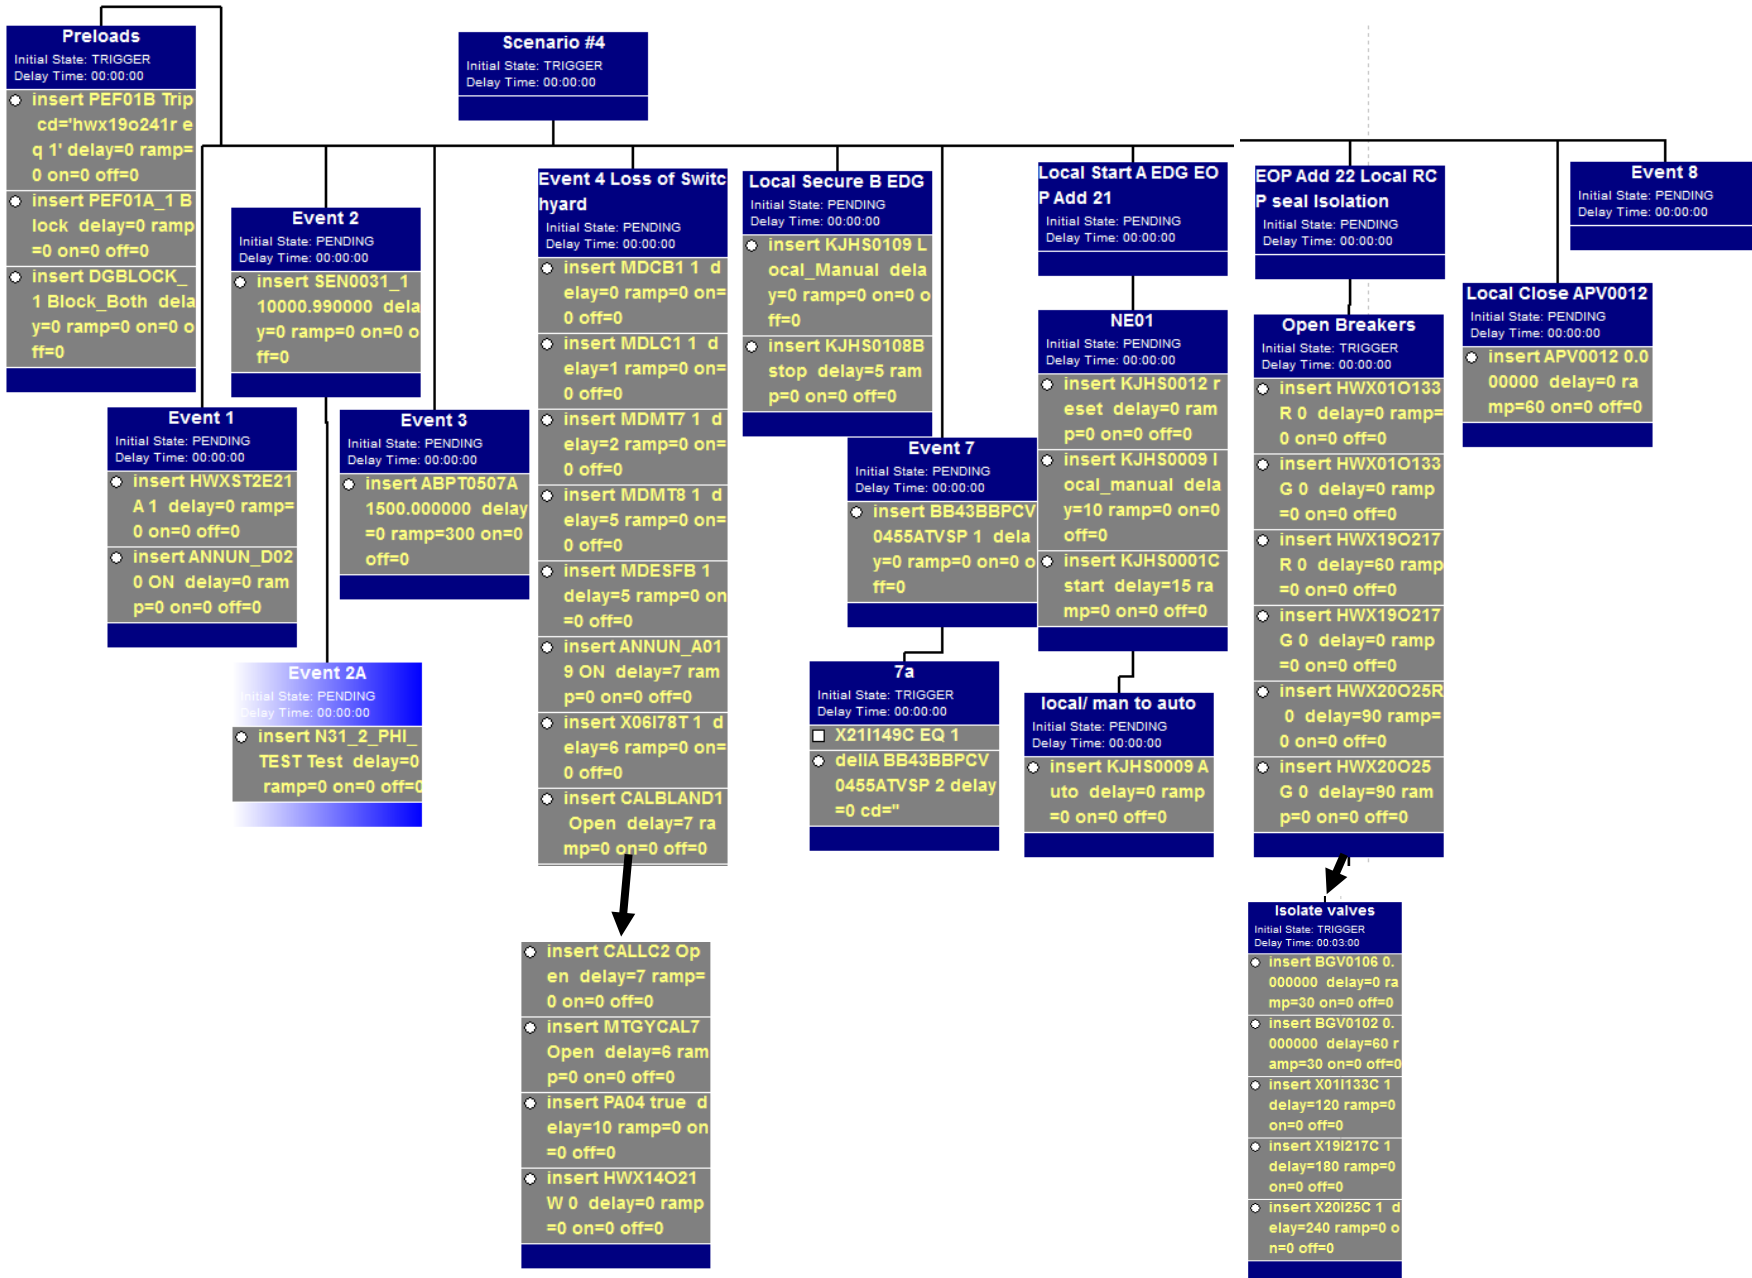 Preloads
Initial State: TRIGGER
Delay Time: 00:00:00
insert PEF01B Trip
cd='hwx19o241r e
q 1' delay=0 ramp=
0 on=0 off=0
insert PEF01A_1 B
lock delay=0 ramp
=0 on=0 off=0
insert DGBLOCK_
1 Block_Both dela
y=0 ramp=0 on=0 o
ff=0
Scenario #4
Initial State: TRIGGER
Delay Time: 00:00:00
Event 1
Initial State: PENDING
Delay Time: 00:00:00
insert HWXST2E21
A 1 delay=0 ramp=
0 on=0 off=0
insert ANNUN_D02
0 ON delay=0 ram
p=0 on=0 off=0
Event 2
Initial State: PENDING
Delay Time: 00:00:00
insert SEN0031_1
10000.990000 dela
y=0 ramp=0 on=0 o
ff=0
Event 2A
Initial State: PENDING
Delay Time: 00:00:00
insert N31_2_PHI_
TEST Test delay=0
ramp=0 on=0 off=0
Event 3
Initial State: PENDING
Delay Time: 00:00:00
insert ABPT0507A
1500.000000 delay
=0 ramp=300 on=0
off=0
Event 4 Loss of Switc
hyard
Initial State: PENDING
Delay Time: 00:00:00
insert MDCB1 1 d
elay=0 ramp=0 on=
0 off=0
insert MDLC1 1 d
elay=1 ramp=0 on=
0 off=0
insert MDMT7 1 d
elay=2 ramp=0 on=
0 off=0
insert MDMT8 1 d
elay=5 ramp=0 on=
0 off=0
insert MDESFB 1
delay=5 ramp=0 on
=0 off=0
insert ANNUN_A01
9 ON delay=7 ram
p=0 on=0 off=0
insert X06I78T 1 d
elay=6 ramp=0 on=
0 off=0
insert CALBLAND1
Open delay=7 ra
mp=0 on=0 off=0
insert CALLC2 Op
en delay=7 ramp=
0 on=0 off=0
insert MTGYCAL7
Open delay=6 ram
p=0 on=0 off=0
insert PA04 true d
elay=10 ramp=0 on
=0 off=0
insert HWX14O21
W 0 delay=0 ramp
=0 on=0 off=0
Local Secure B EDG
Initial State: PENDING
Delay Time: 00:00:00
insert KJHS0109 L
ocal_Manual dela
y=0 ramp=0 on=0 o
ff=0
insert KJHS0108B
stop delay=5 ram
p=0 on=0 off=0
Event 7
Initial State: PENDING
Delay Time: 00:00:00
insert BB43BBPCV
0455ATVSP 1 dela
y=0 ramp=0 on=0 o
ff=0
7a
Initial State: TRIGGER
Delay Time: 00:00:00
X21I149C EQ 1
dellA BB43BBPCV
0455ATVSP 2 delay
=0 cd=''
Local Start A EDG EO
P Add 21
Initial State: PENDING
Delay Time: 00:00:00
NE01
Initial State: PENDING
Delay Time: 00:00:00
insert KJHS0012 r
eset delay=0 ram
p=0 on=0 off=0
insert KJHS0009 l
ocal_manual dela
y=10 ramp=0 on=0
off=0
insert KJHS0001C
start delay=15 ra
mp=0 on=0 off=0
local/ man to auto
Initial State: PENDING
Delay Time: 00:00:00
insert KJHS0009 A
uto delay=0 ramp
=0 on=0 off=0
EOP Add 22 Local RC
P seal Isolation
Initial State: PENDING
Delay Time: 00:00:00
Open Breakers
Initial State: TRIGGER
Delay Time: 00:00:00
insert HWX01O133
R 0 delay=0 ramp=
0 on=0 off=0
insert HWX01O133
G 0 delay=0 ramp
=0 on=0 off=0
insert HWX19O217
R 0 delay=60 ramp
=0 on=0 off=0
insert HWX19O217
G 0 delay=0 ramp
=0 on=0 off=0
insert HWX20O25R
0 delay=90 ramp=
0 on=0 off=0
insert HWX20O25
G 0 delay=90 ram
p=0 on=0 off=0
Isolate valves
Initial State: TRIGGER
Delay Time: 00:03:00
insert BGV0106 0.
000000 delay=0 ra
mp=30 on=0 off=0
insert BGV0102 0.
000000 delay=60 r
amp=30 on=0 off=0
insert X01I133C 1
delay=120 ramp=0
on=0 off=0
insert X19I217C 1
delay=180 ramp=0
on=0 off=0
insert X20I25C 1 d
elay=240 ramp=0 o
n=0 off=0
Local Close APV0012
Initial State: PENDING
Delay Time: 00:00:00
insert APV0012 0.0
00000 delay=0 ra
mp=60 on=0 off=0
Event 8
Initial State: PENDING
Delay Time: 00:00:00